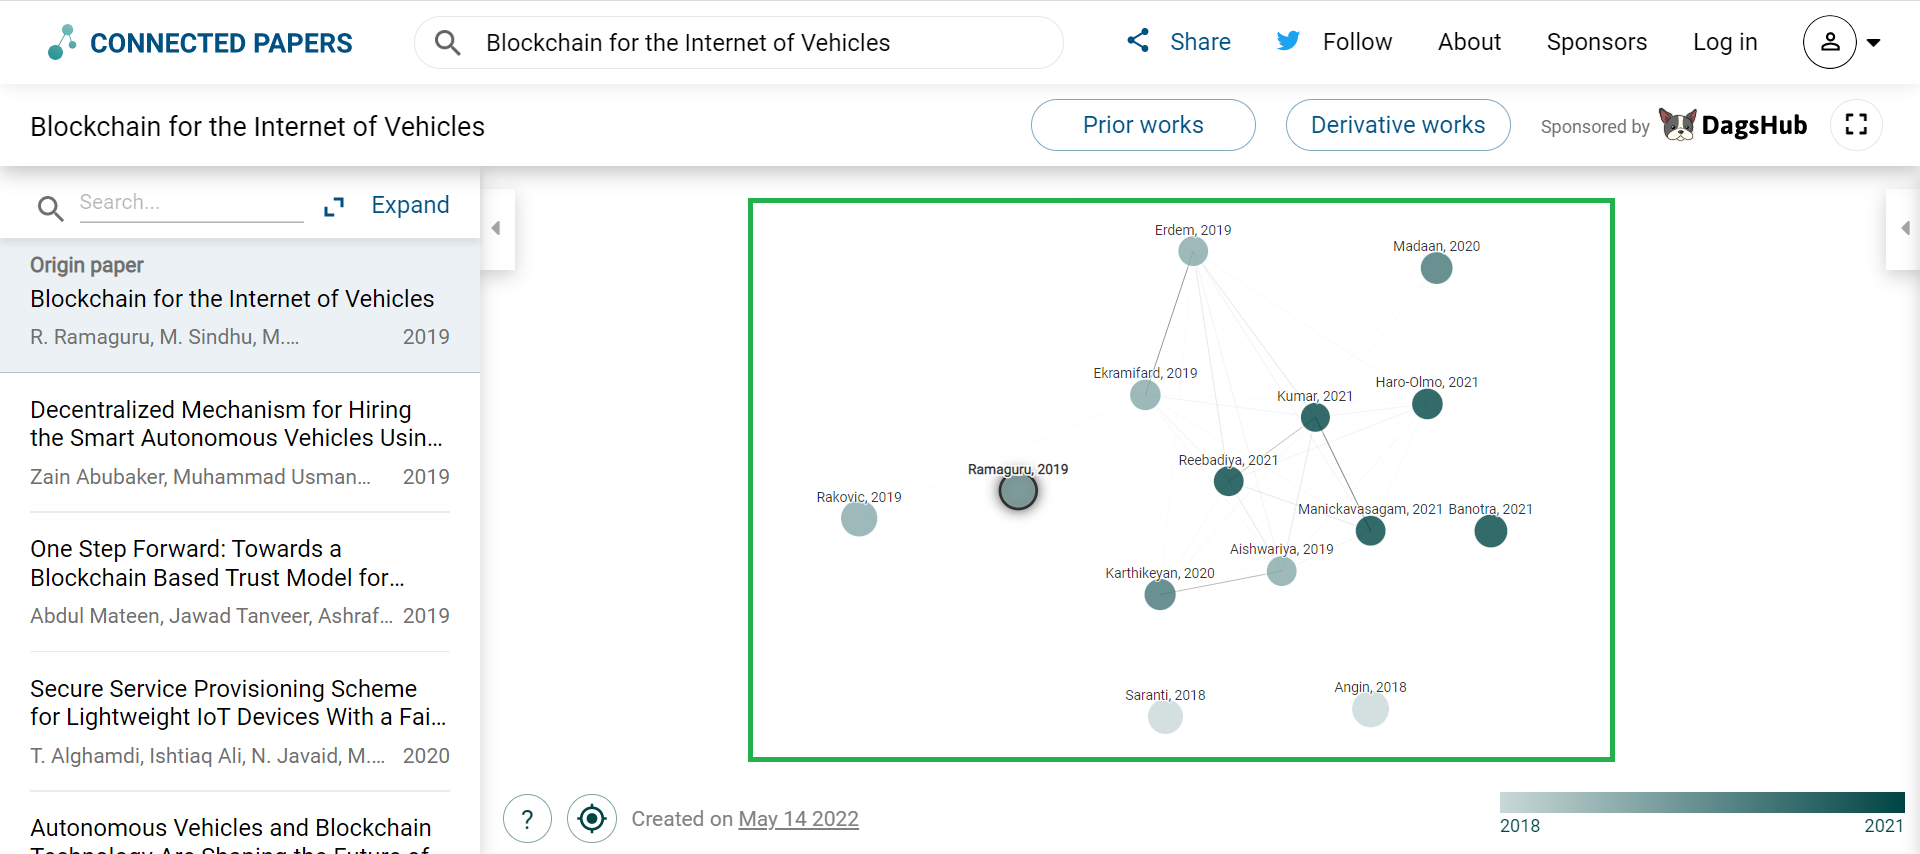 CONNECTED PAPERS
Blockchain for the Internet of Vehicles
Share
Follow
About
Sponsors
Log in
Blockchain for the Internet of Vehicles
Prior works
Derivative works
Sponsored by
DagsHub
Search...
Expand
Origin paper
Blockchain for the Internet of Vehicles
R. Ramaguru, M. Sindhu, M.... 2019
Decentralized Mechanism for Hiring
the Smart Autonomous Vehicles Usin...
Zain Abubaker, Muhammad Usman... 2019
One Step Forward: Towards a
Blockchain Based Trust Model for...
Abdul Mateen, Jawad Tanveer, Ashraf... 2019
Secure Service Provisioning Scheme
for Lightweight IoT Devices With a Fai...
T. Alghamdi, Ishtiaq Ali, N. Javaid, M.... 2020
Autonomous Vehicles and Blockchain
Technology Are Shaping the Future of
Erdem, 2019
Madaan, 2020
Ekramifard, 2019
Haro-Olmo, 2021
Kumar, 2021
Reebadiya, 2021
Ramaguru, 2019
Rakovic, 2019
Manickavasagam, 2021
Banotra, 2021
Aishwariya, 2019
Karthikeyan, 2020
Saranti, 2018
Angin, 2018
?
Created on May 14 2022
2018
2021